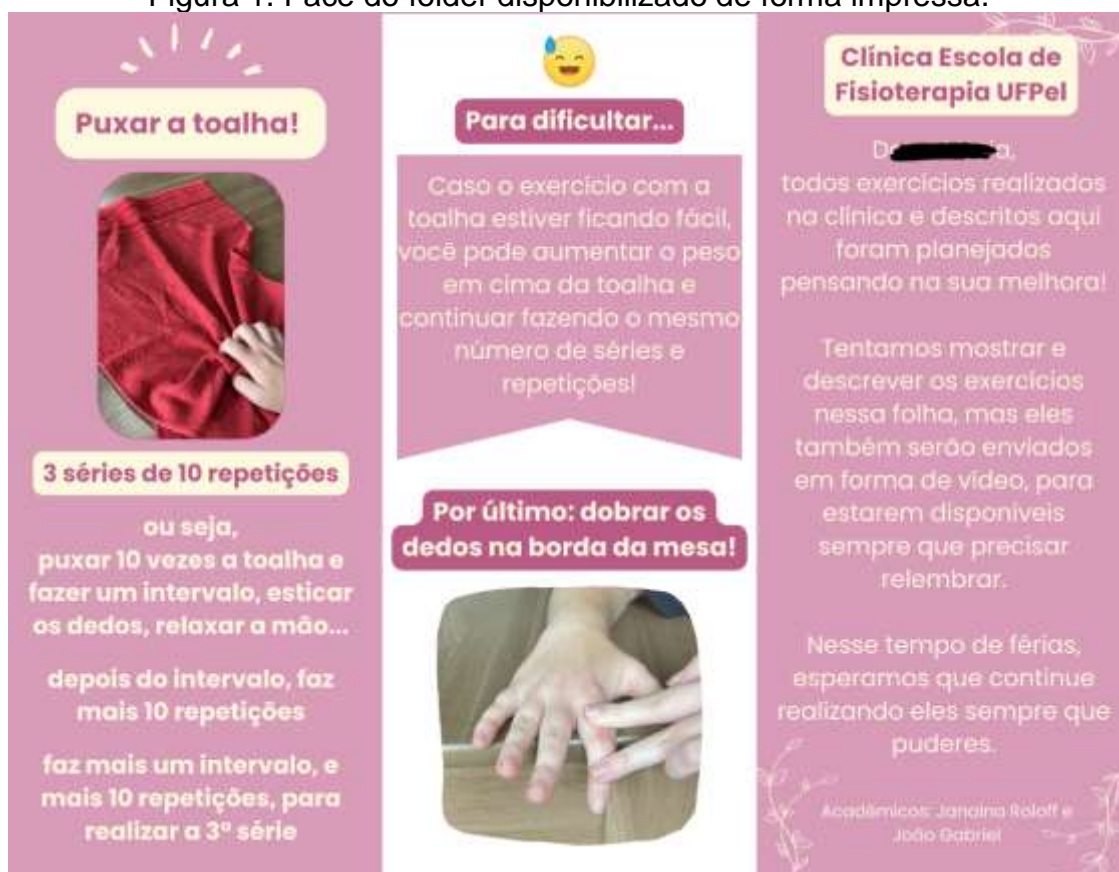 Figura 1: Face do folder disponibilizado de forma impressa.
Puxar a toalha!
3 séries de 10 repetições
ou seja,
puxar 10 vezes a toalha e
fazer um intervalo, esticar
os dedos, relaxar a mão...
depois do intervalo, faz
mais 10 repetições
faz mais um intervalo, e
mais 10 repetições, para
realizar a 3ª série
Para dificultar...
Caso o exercício com a
toalha estiver ficando fácil,
você pode aumentar o peso
em cima da toalha e
continuar fazendo o mesmo
número de séries e
repetições!
Por último: dobrar os
dedos na borda da mesa!
Clínica Escola de
Fisioterapia UFPel
todos exercícios realizados
na clínica e descritos aqui
foram planejados
pensando na sua melhora!
Tentamos mostrar e
descrever os exercícios
nessa folha, mas eles
também serão enviados
em forma de vídeo, para
estarem disponíveis
sempre que precisar
relembrar.
Nesse tempo de férias,
esperamos que continue
realizando eles sempre que
puderes.
Acadêmicos: Janaina Roloff e
João Gabriel